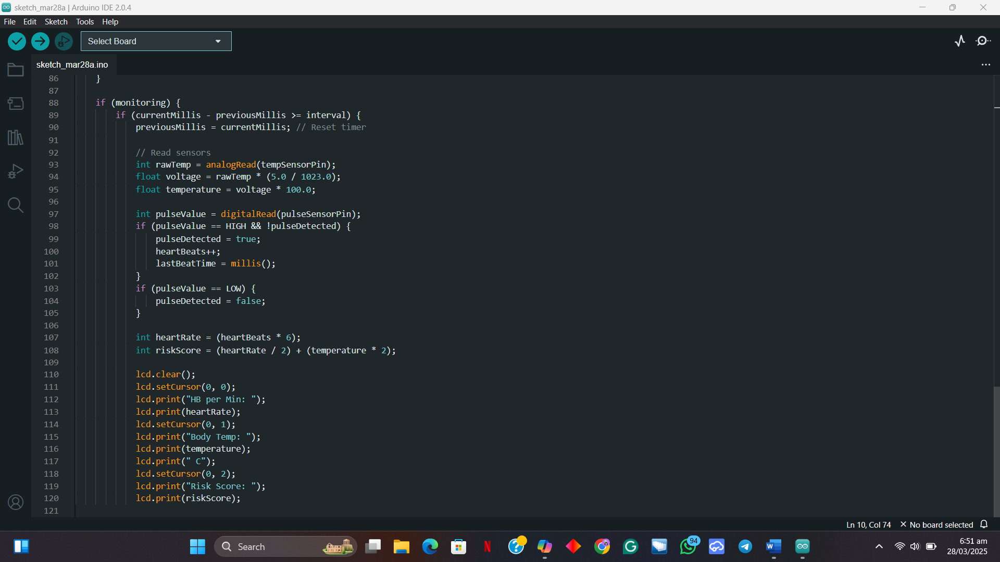 sketch_mar28a | Arduino IDE 2.0.4
File Edit Sketch Tools Help
Select Board
sketch_mar28a.ino
86 }
87
88 if (monitoring) {
89 if (currentMillis - previousMillis >= interval) {
90 previousMillis = currentMillis; // Reset timer
91
92 // Read sensors
93 int rawTemp = analogRead(tempSensorPin);
94 float voltage = rawTemp * (5.0 / 1023.0);
95 float temperature = voltage * 100.0;
96
97 int pulseValue = digitalRead(pulseSensorPin);
98 if (pulseValue == HIGH && !pulseDetected) {
99 pulseDetected = true;
100 heartBeats++;
101 lastBeatTime = millis();
102 }
103 if (pulseValue == LOW) {
104 pulseDetected = false;
105 }
106
107 int heartRate = (heartBeats * 6);
108 int riskScore = (heartRate / 2) + (temperature * 2);
109
110 lcd.clear();
111 lcd.setCursor(0, 0);
112 lcd.print("HB per Min: ");
113 lcd.print(heartRate);
114 lcd.setCursor(0, 1);
115 lcd.print("Body Temp: ");
116 lcd.print(temperature);
117 lcd.print(" C");
118 lcd.setCursor(0, 2);
119 lcd.print("Risk Score: ");
120 lcd.print(riskScore);
121
Ln 10, Col 74 × No board selected
Search
94
6:51 am
28/03/2025